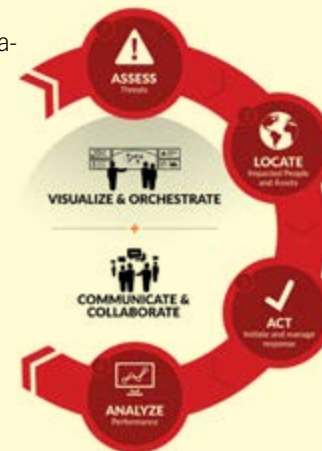 a-
ASSESS
Threats
LOCATE
Impacted People
and Assets
VISUALIZE & ORCHESTRATE
COMMUNICATE &
COLLABORATE
ACT
Initiate and manage
response
ANALYZE
Performance